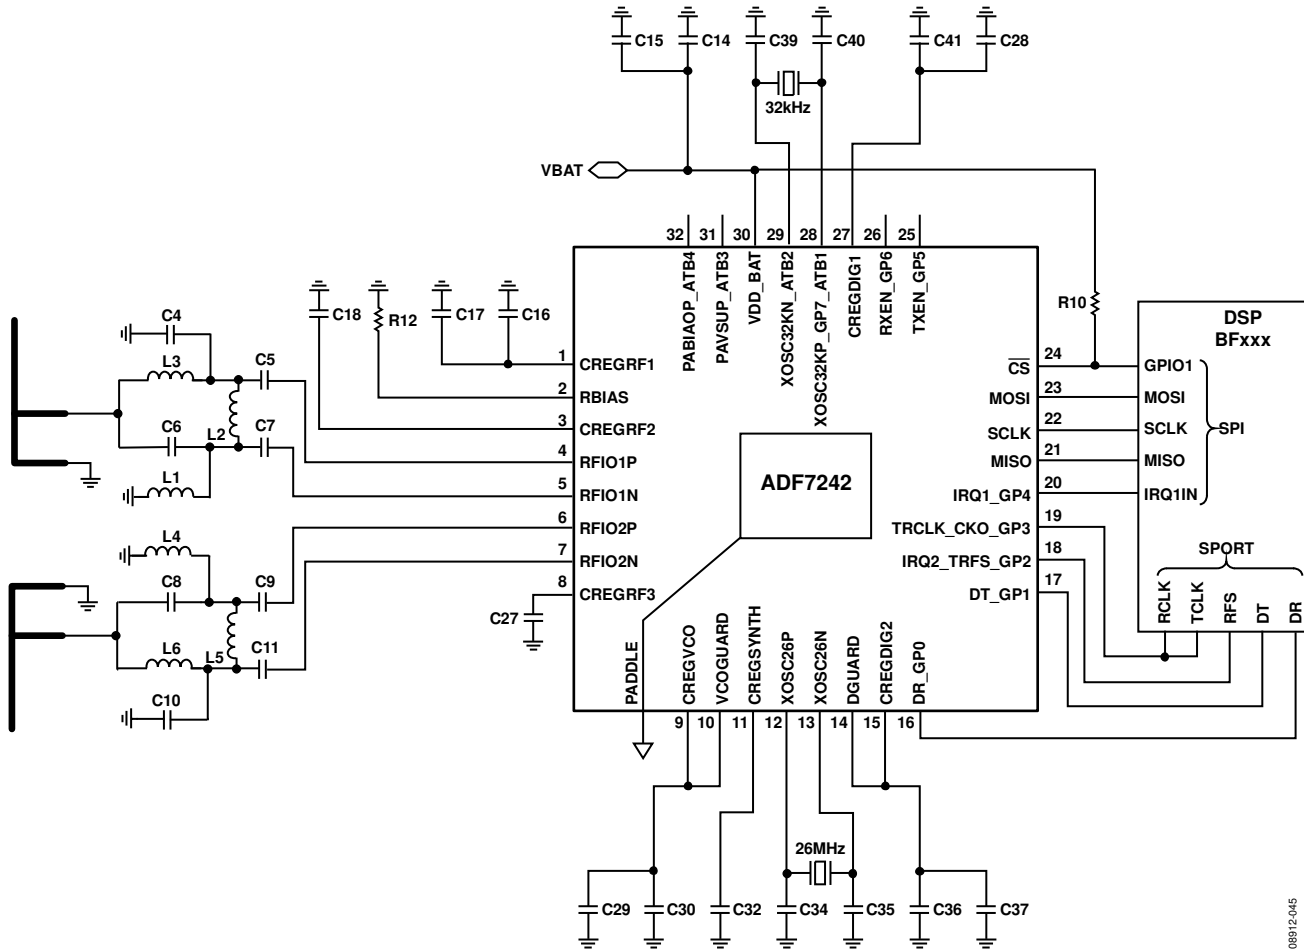 C15 C14 C39 C40 C41 C28
32kHz
VBAT
32 31 30 29 28 27 26 25
PABIAOP_ATB4
PAVSUP_ATB3
VDD_BAT
XOSC32KN_ATB2
XOSC32KP_GP7_ATB1
CREGDIG1
RXEN_GP6
TXEN_GP5
C18 R12 C17 C16
R10
DSP
BFxxx
C4
L3 C5
C6 L2 C7
L1
L4
C8 C9
L6 L5 C11
C10
C27
1 CREGRF1
2 RBIAS
3 CREGRF2
4 RFIO1P
5 RFIO1N
6 RFIO2P
7 RFIO2N
8 CREGRF3
ADF7242
CS 24 GPIO1
MOSI 23 MOSI
SCLK 22 SCLK
SPI
MISO 21 MISO
IRQ1_GP4 20 IRQ1IN
TRCLK_CKO_GP3 19
IRQ2_TRFS_GP2 18
DT_GP1 17
SPORT
RCLK
TCLK
RFS
DT
DR
PADDLE
CREGVCO
VCOGUARD
CREGSYNTH
XOSC26P
XOSC26N
DGUARD
CREGDIG2
DR_GP0
9 10 11 12 13 14 15 16
26MHz
C29 C30 C32 C34 C35 C36 C37
08912-045